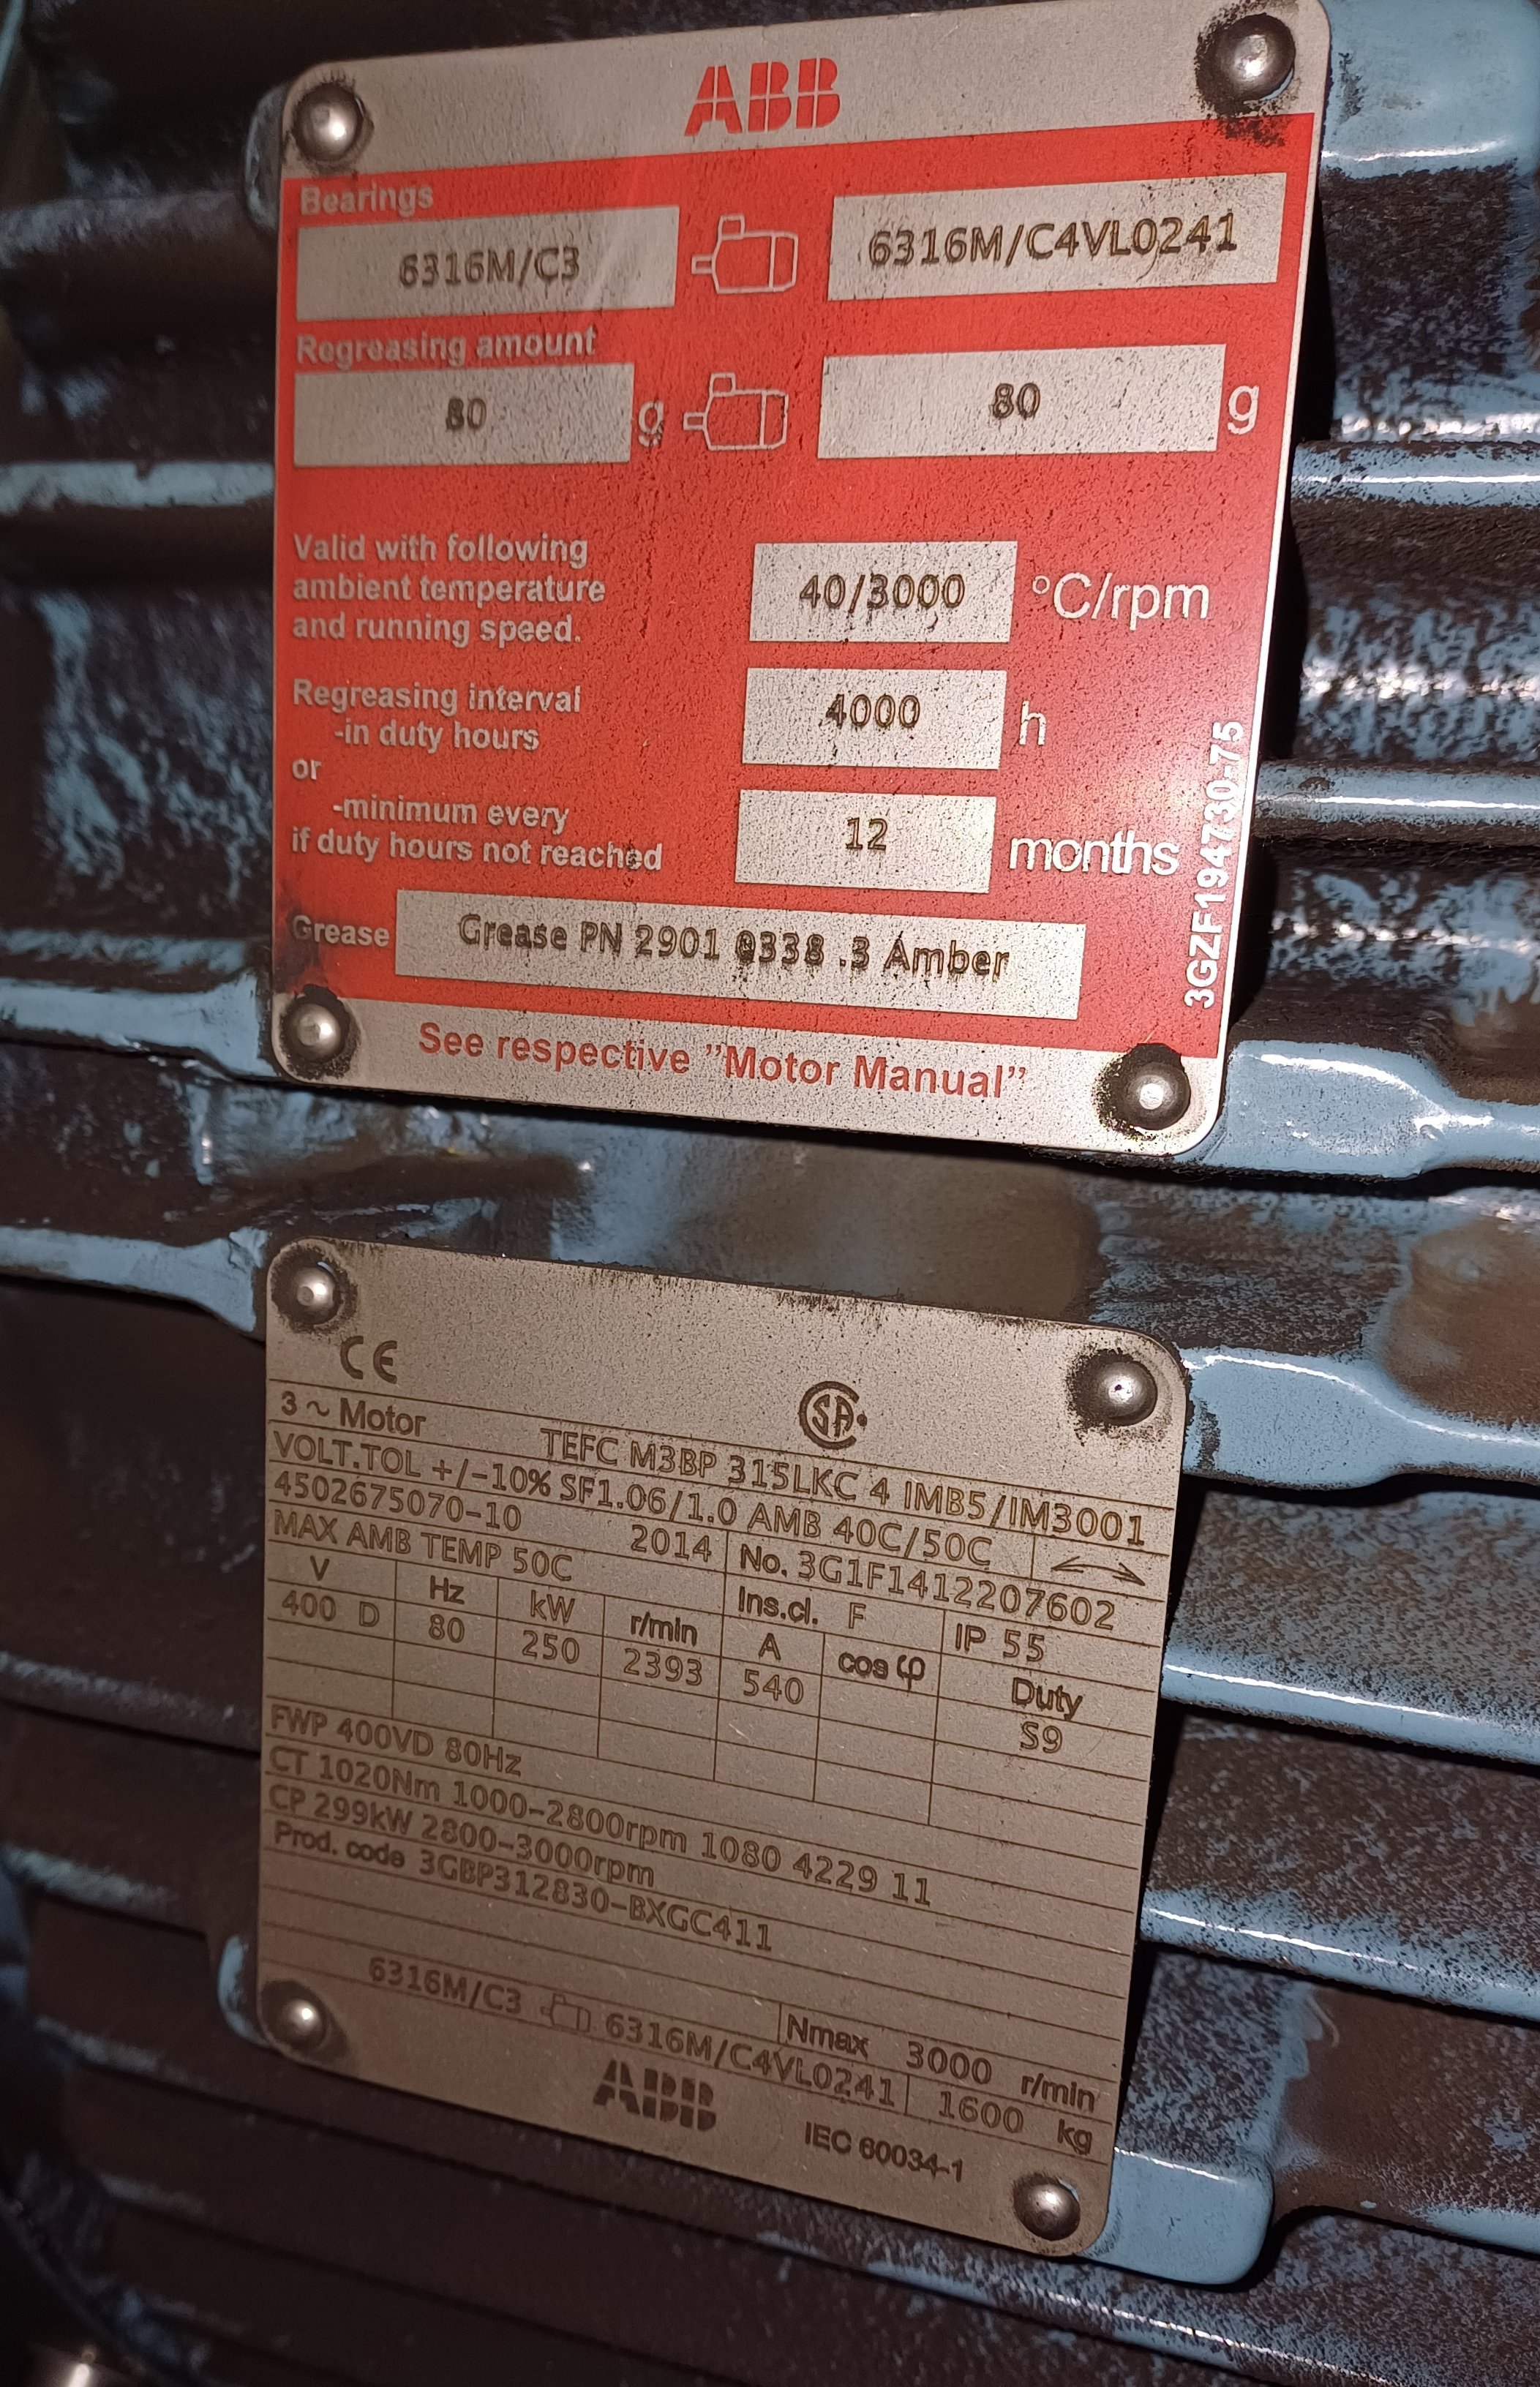 ABB
Bearings
6316M/C3 6316M/C4VL0241
Regreasing amount
80 g 80 g
Valid with following
ambient temperature
and running speed.
40/3000 °C/rpm
Regreasing interval
-in duty hours
4000 h
or
-minimum every
if duty hours not reached
12 months
Grease Grease PN 2901 0338 .3 Amber
See respective ”Motor Manual”
3GZF194730-75
CE
SA
3 ~ Motor TEFC M3BP 315LKC 4 IMB5/IM3001
VOLT.TOL +/-10% SF1.06/1.0 AMB 40C/50C
4502675070-10 2014 No. 3G1F1412207602
MAX AMB TEMP 50C Ins.cl. F IP 55
V Hz kW r/min A cos φ Duty
400 D 80 250 2393 540 S9
FWP 400VD 80Hz
CT 1020Nm 1000-2800rpm 1080 4229 11
CP 299kW 2800-3000rpm
Prod. code 3GBP312830-BXGC411
Nmax 3000 r/min
6316M/C3 6316M/C4VL0241 1600 kg
ABB
IEC 60034-1